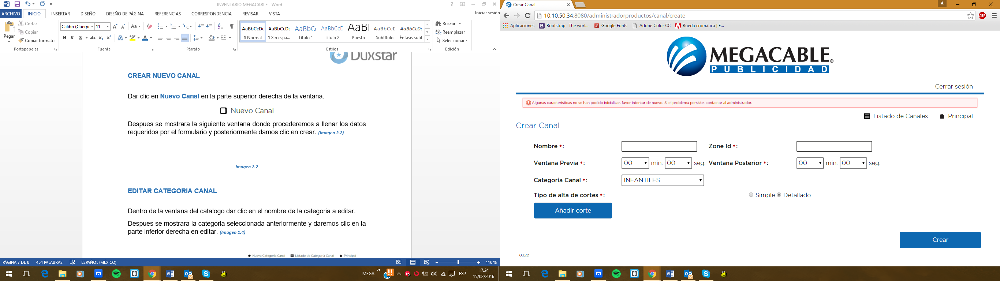 INVENTARIO MEGACABLE - Word
ARCHIVO INICIO INSERTAR DISEÑO DISEÑO DE PÁGINA REFERENCIAS CORRESPONDENCIA REVISAR VISTA Iniciar sesión
Pegar
Cortar
Copiar
Copiar formato
Portapapeles
Calibri (Cuerpo 11
N K S abc x₂ x²
Fuente
Párrafo
AaBbCcDc AaBbCcDc AaBbCc AaBbCcD AaBl AaBbCcD AaBbCcDc
¶ Normal ¶ Sin espa... Título 1 Título 2 Puesto Subtítulo Énfasis sutil
Estilos
Buscar
Reemplazar
Seleccionar
Edición
Duxstar
CREAR NUEVO CANAL
Dar clic en Nuevo Canal en la parte superior derecha de la ventana.
Nuevo Canal
Despues se mostrara la siguiente ventana donde procederemos a llenar los datos
requeridos por el formulario y posteriormente damos clic en crear. (Imagen 2.2)
Imagen 2.2
EDITAR CATEGORIA CANAL
Dentro de la ventana del catalogo dar clic en el nombre de la categoria a editar.
Despues se mostrara la categoria seleccionada anteriormente y daremos clic en la
parte inferior derecha en editar. (Imagen 1.4)
Nueva Categoría Canal Listado de Categoría Canal Principal
PÁGINA 7 DE 8 454 PALABRAS ESPAÑOL (MÉXICO) 110 %
MEGA ESP 17:24
15/02/2016
Crear Canal
10.10.50.34:8080/administradorproductos/canal/create
ABP
Aplicaciones Bootstrap · The worl... Google Fonts Adobe Color CC Rueda cromática | E...
MEGACABLE®
PUBLICIDAD
Cerrar sesión
Algunas características no se han podido inicializar, favor intentar de nuevo. Si el problema persiste, contactar al administrador.
Listado de Canales Principal
Crear Canal
Nombre *: Zone Id *:
Ventana Previa *: 00 min. 00 seg. Ventana Posterior *: 00 min. 00 seg.
Categoría Canal *: INFANTILES
Tipo de alta de cortes *: Simple Detallado
Añadir corte
Crear
0.1.22